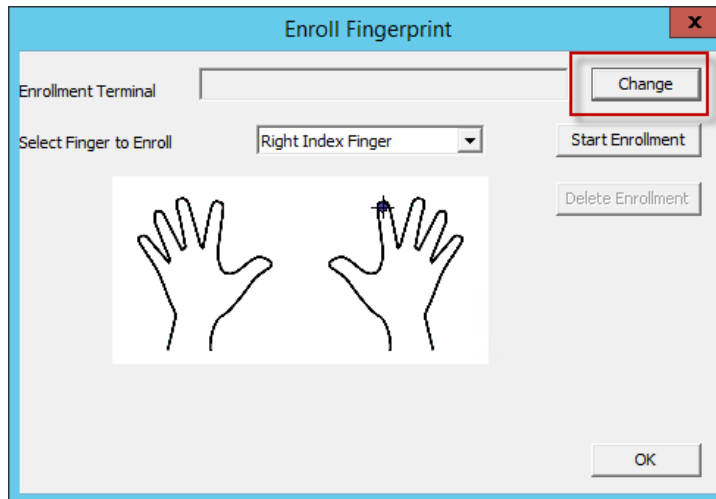 Enroll Fingerprint
x
Enrollment Terminal
Change
Select Finger to Enroll
Right Index Finger
Start Enrollment
Delete Enrollment
OK